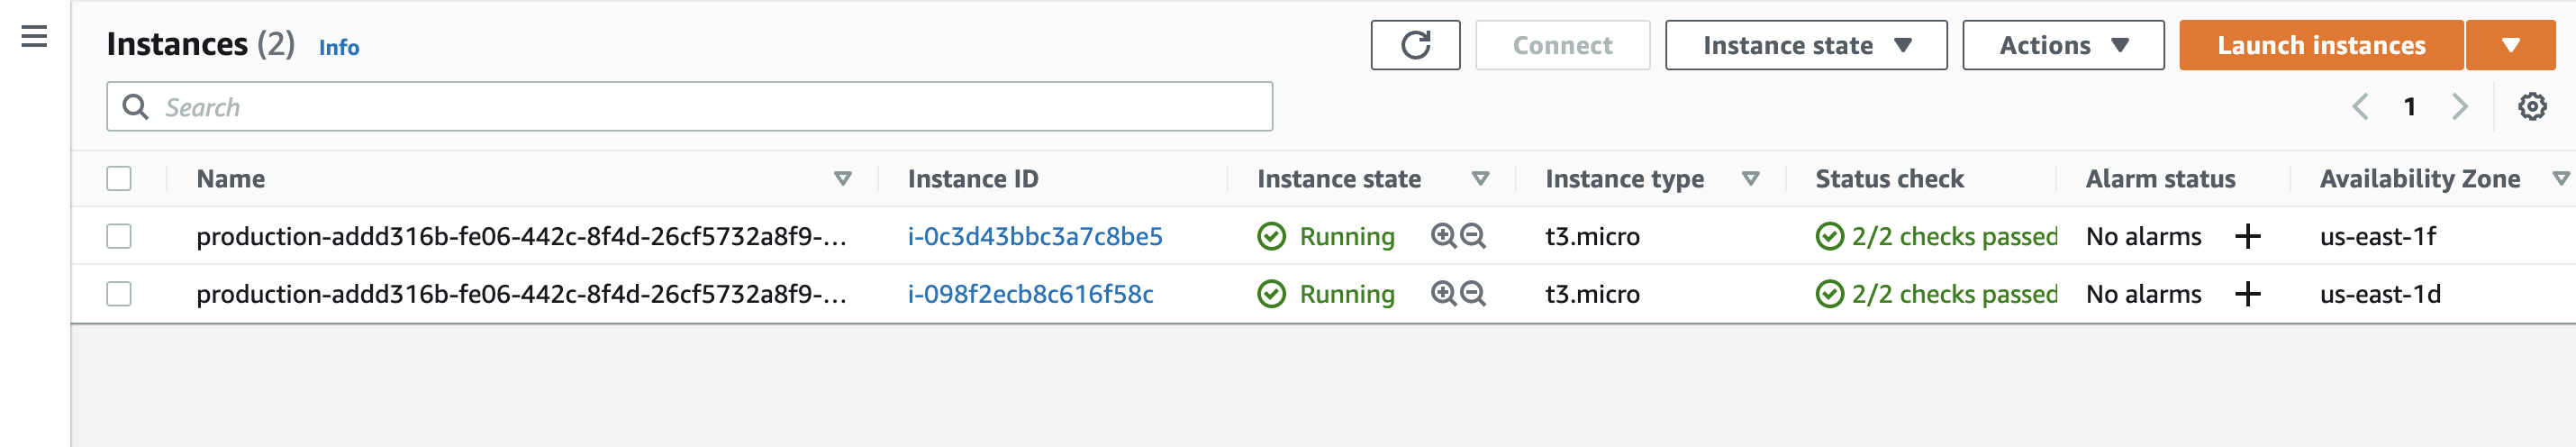 Instances (2) Info Connect Instance state Actions Launch instances
Search 1
Name Instance ID Instance state Instance type Status check Alarm status Availability Zone
production-addd316b-fe06-442c-8f4d-26cf5732a8f9-... i-0c3d43bbc3a7c8be5 Running t3.micro 2/2 checks passed No alarms + us-east-1f
production-addd316b-fe06-442c-8f4d-26cf5732a8f9-... i-098f2ecb8c616f58c Running t3.micro 2/2 checks passed No alarms + us-east-1d